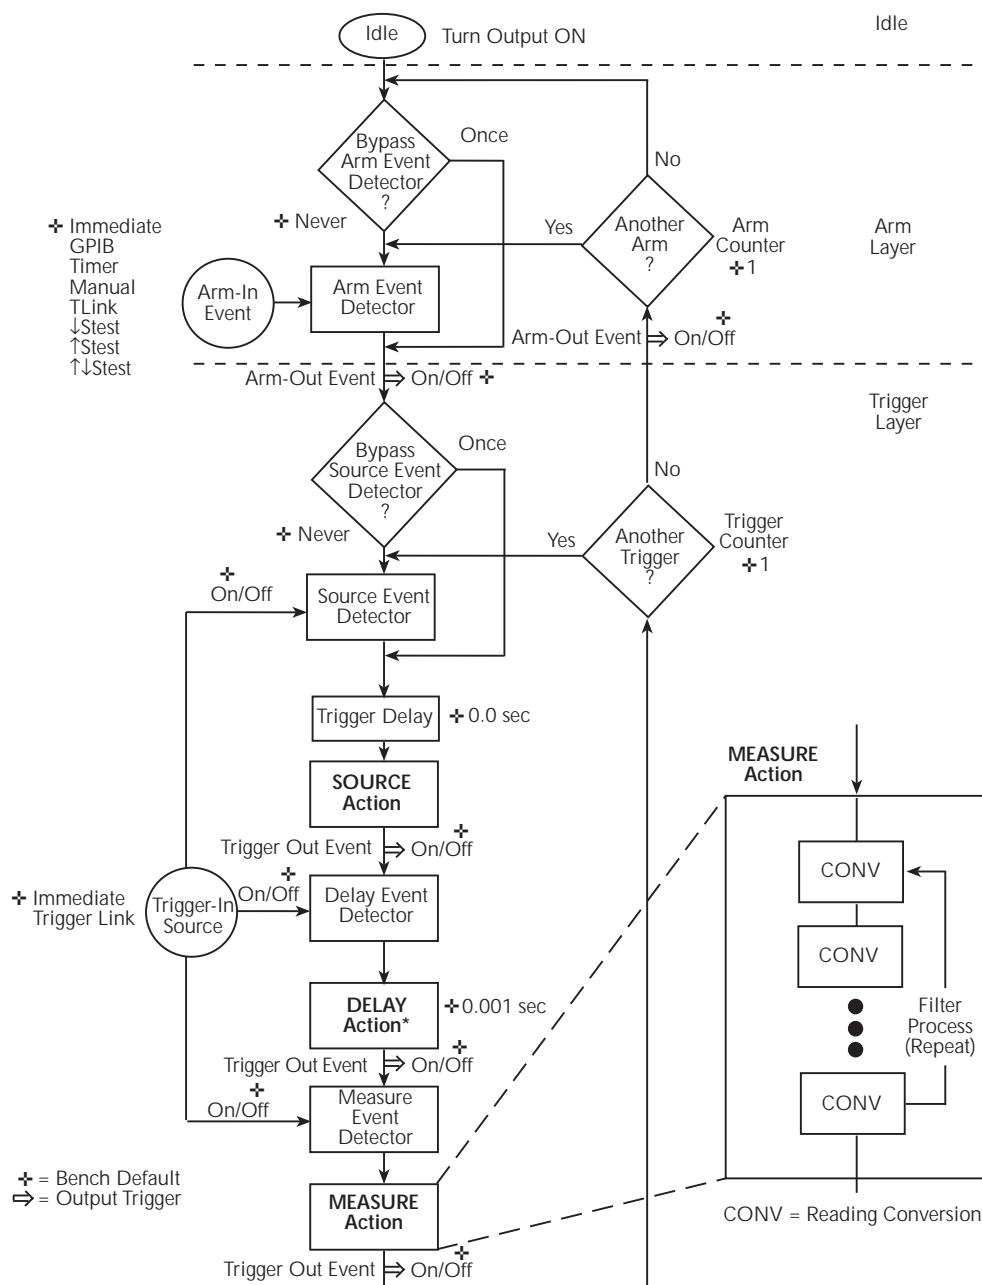 Idle
Turn Output ON
Idle
Bypass
Arm Event
Detector
?
Once
✛ Never
No
Yes
Another
Arm
?
Arm
Counter
✛1
Arm
Layer
✛ Immediate
GPIB
Timer
Manual
TLink
↓Stest
↑Stest
↑↓Stest
Arm-In
Event
Arm Event
Detector
Arm-Out Event ⇒ On/Off ✛
✛
Arm-Out Event ⇒ On/Off
Trigger
Layer
Bypass
Source Event
Detector
?
Once
✛ Never
No
Yes
Another
Trigger
?
Trigger
Counter
✛1
✛
On/Off
Source Event
Detector
Trigger Delay
✛0.0 sec
SOURCE
Action
✛
Trigger Out Event ⇒ On/Off
✛ Immediate
Trigger Link
Trigger-In
Source
✛
On/Off
Delay Event
Detector
DELAY
Action*
✛0.001 sec
✛
Trigger Out Event ⇒ On/Off
✛
On/Off
Measure
Event
Detector
MEASURE
Action
✛
Trigger Out Event ⇒ On/Off
✛ = Bench Default
⇒ = Output Trigger
MEASURE
Action
CONV
CONV
Filter
Process
(Repeat)
CONV
CONV = Reading Conversion